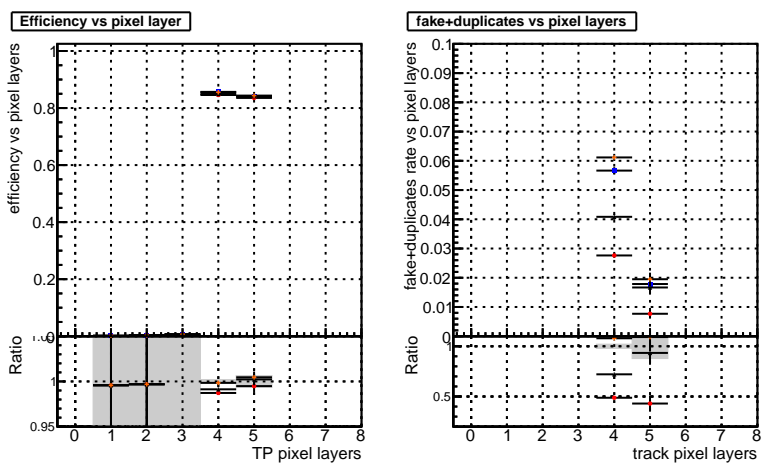 Efficiency vs pixel layer
efficiency vs pixel layers
1
0.8
0.6
0.4
0.2
0
Ratio
1
0.95
0 1 2 3 4 5 6 7 8
TP pixel layers
fake+duplicates vs pixel layers
fake+duplicates rate vs pixel layers
0.1
0.09
0.08
0.07
0.06
0.05
0.04
0.03
0.02
0.01
0
Ratio
1
0.5
0 1 2 3 4 5 6 7 8
track pixel layers